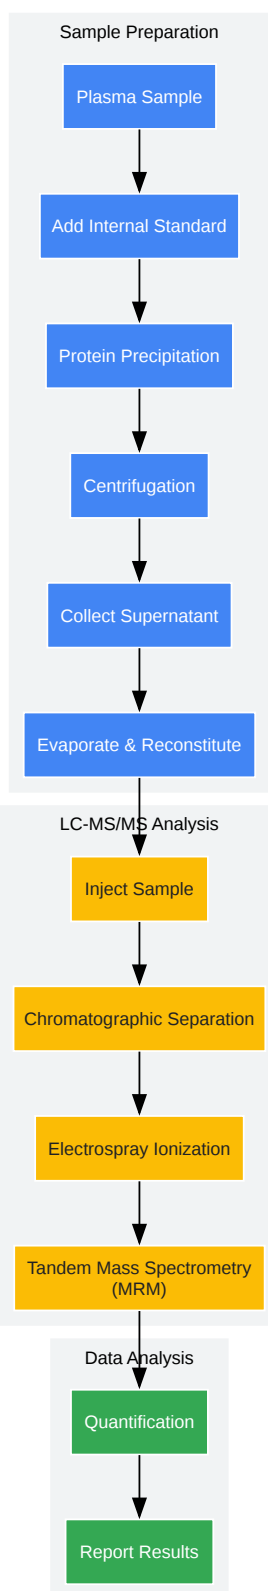 Sample Preparation
Plasma Sample
Add Internal Standard
Protein Precipitation
Centrifugation
Collect Supernatant
Evaporate & Reconstitute
LC-MS/MS Analysis
Inject Sample
Chromatographic Separation
Electrospray Ionization
Tandem Mass Spectrometry
(MRM)
Data Analysis
Quantification
Report Results